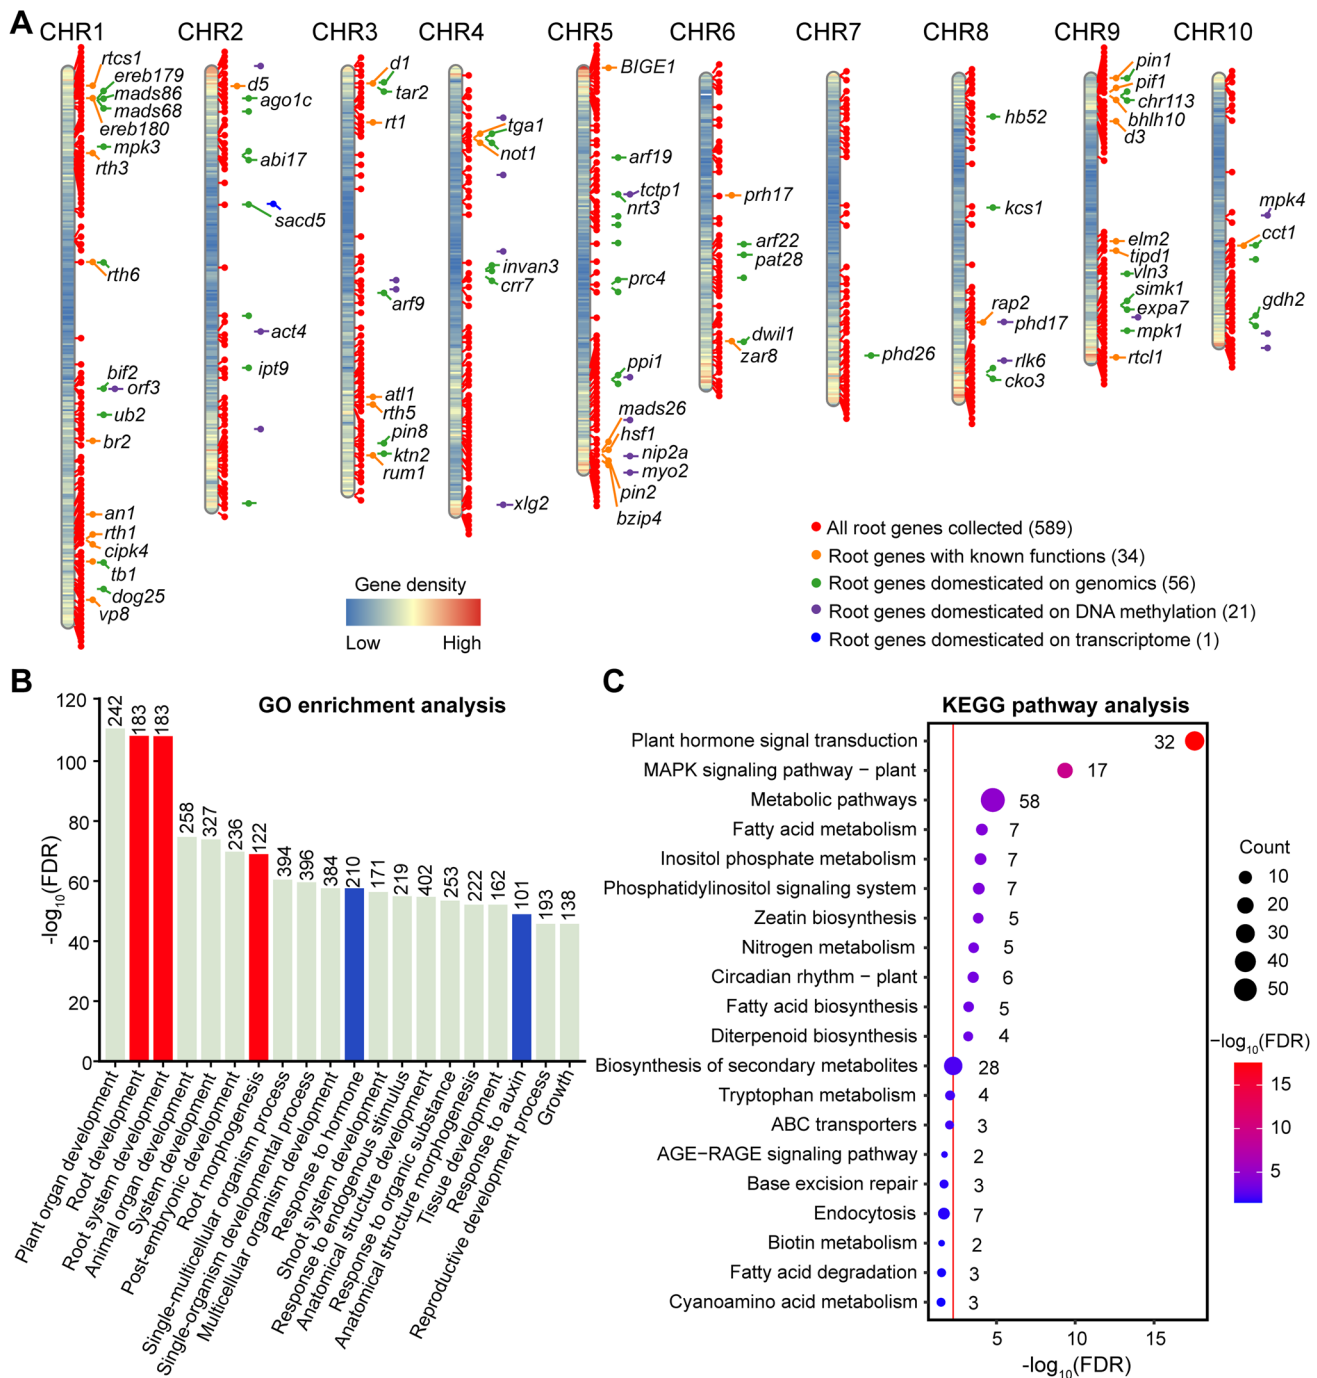 A
CHR1 CHR2 CHR3 CHR4 CHR5 CHR6 CHR7 CHR8 CHR9 CHR10
rtcs1
ereb179
mads86
mads68
ereb180
mpk3
rth3
rth6
bif2
orf3
ub2
br2
an1
rth1
cipk4
tb1
dog25
vp8
d5
ago1c
abi17
sacd5
act4
ipt9
d1
tar2
rt1
arf9
atl1
rth5
pin8
ktn2
rum1
tga1
not1
invan3
crr7
xlg2
BIGE1
arf19
tctp1
nrt3
prc4
ppi1
mads26
hsf1
nip2a
myo2
pin2
bzip4
prh17
arf22
pat28
dwil1
zar8
phd26
hb52
kcs1
rap2
phd17
rlk6
cko3
pin1
pif1
chr113
bhlh10
d3
elm2
tipd1
vln3
simk1
expa7
mpk1
rtcl1
mpk4
cct1
gdh2
Gene density
Low High
All root genes collected (589)
Root genes with known functions (34)
Root genes domesticated on genomics (56)
Root genes domesticated on DNA methylation (21)
Root genes domesticated on transcriptome (1)
B
GO enrichment analysis
-log10(FDR)
120
100
80
60
40
20
0
242 183 183 258 327 236 122 394 396 384 210 171 219 402 253 222 162 101 193 138
Plant organ development
Root development
Root system development
Animal organ development
System development
Post-embryonic development
Root morphogenesis
Single-multicellular organism process
Single-organism developmental process
Multicellular organism development
Response to hormone
Shoot system development
Response to endogenous stimulus
Anatomical structure development
Response to organic substance
Anatomical structure morphogenesis
Tissue development
Response to auxin
Reproductive development process
Growth
C
KEGG pathway analysis
Plant hormone signal transduction 32
MAPK signaling pathway − plant 17
Metabolic pathways 58
Fatty acid metabolism 7
Inositol phosphate metabolism 7
Phosphatidylinositol signaling system 7
Zeatin biosynthesis 5
Nitrogen metabolism 5
Circadian rhythm − plant 6
Fatty acid biosynthesis 5
Diterpenoid biosynthesis 4
Biosynthesis of secondary metabolites 28
Tryptophan metabolism 4
ABC transporters 3
AGE−RAGE signaling pathway 2
Base excision repair 3
Endocytosis 7
Biotin metabolism 2
Fatty acid degradation 3
Cyanoamino acid metabolism 3
5 10 15
-log10(FDR)
Count
10
20
30
40
50
−log10(FDR)
15
10
5